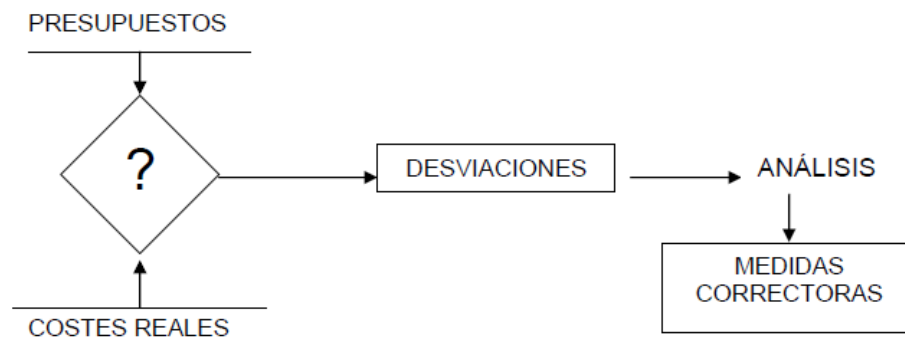 PRESUPUESTOS
?
DESVIACIONES
ANÁLISIS
MEDIDAS
CORRECTORAS
COSTES REALES